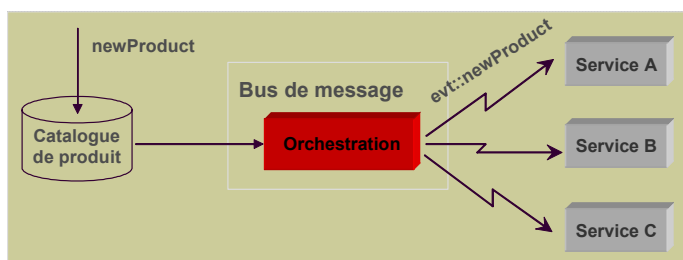 newProduct
Catalogue
de produit
Bus de message
Orchestration
evt::newProduct
Service A
Service B
Service C